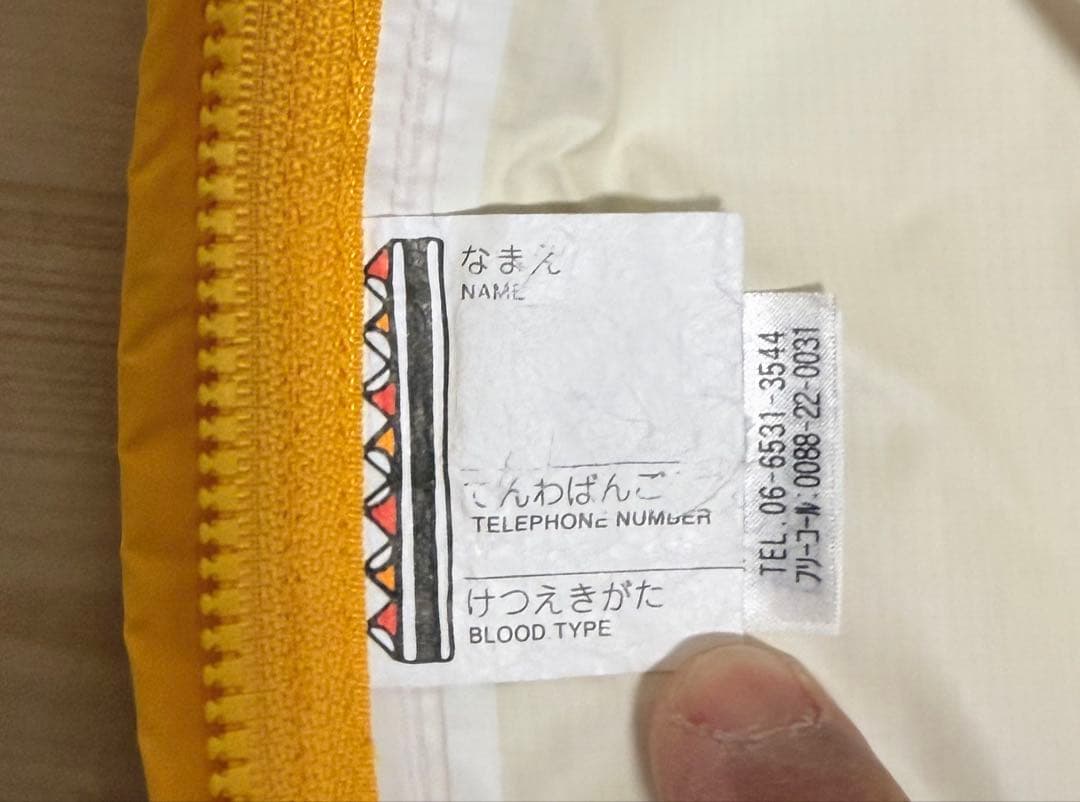 なまえ
NAME
でんわばんご
TELEPHONE NUMBER
けつえきがた
BLOOD TYPE
TEL.06-6531-3544
フリーコール:0088-22-0031